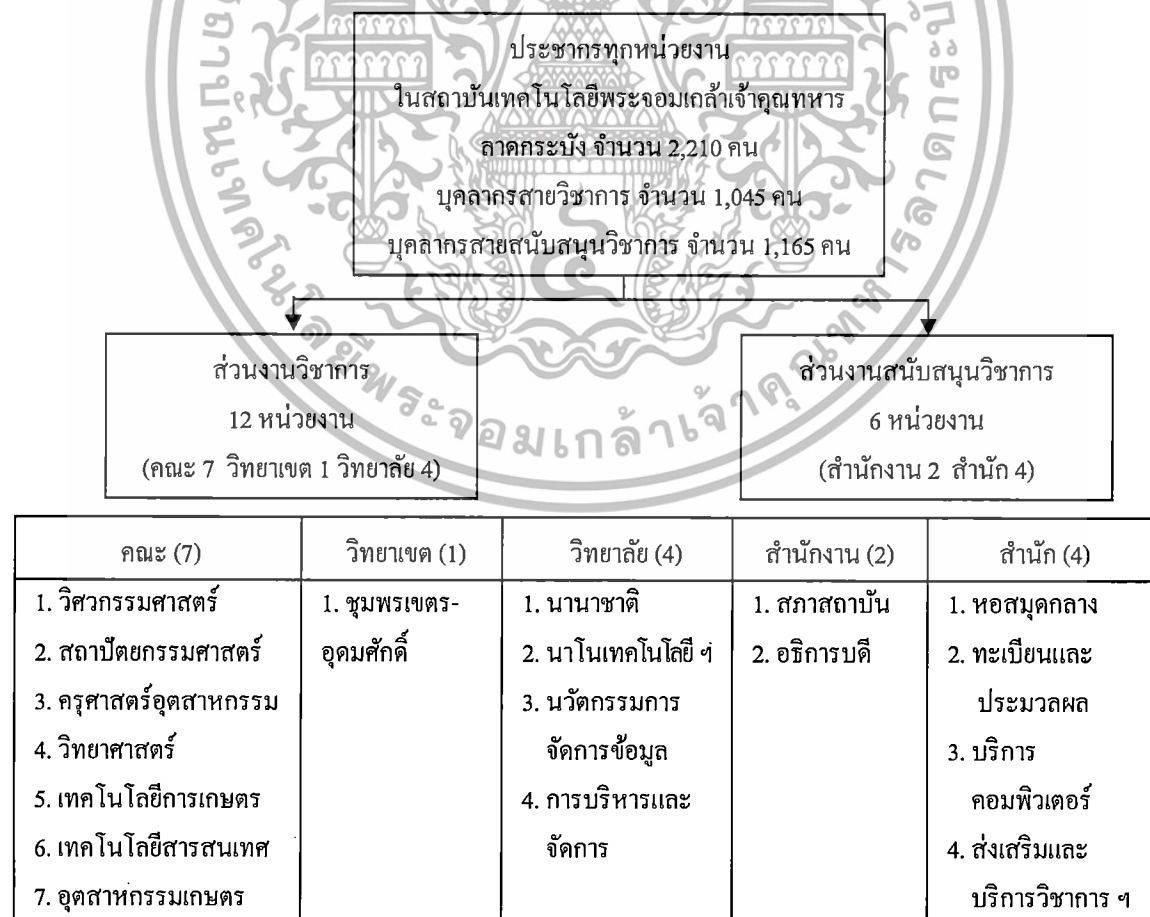 ประชากรทุกหน่วยงาน
ในสถาบันเทคโนโลยีพระจอมเกล้าเจ้าคุณทหาร
ลาดกระบัง จำนวน 2,210 คน
บุคลากรสายวิชาการ จำนวน 1,045 คน
บุคลากรสายสนับสนุนวิชาการ จำนวน 1,165 คน
ส่วนงานวิชาการ
12 หน่วยงาน
(คณะ 7 วิทยาเขต 1 วิทยาลัย 4)
ส่วนงานสนับสนุนวิชาการ
6 หน่วยงาน
(สำนักงาน 2 สำนัก 4)
สถาบันเทคโนโลยีพระจอมเกล้าเจ้าคุณทหารลาดกระบัง
คณะ (7)
1. วิศวกรรมศาสตร์
2. สถาปัตยกรรมศาสตร์
3. ครุศาสตร์อุตสาหกรรม
4. วิทยาศาสตร์
5. เทคโนโลยีการเกษตร
6. เทคโนโลยีสารสนเทศ
7. อุตสาหกรรมเกษตร
วิทยาเขต (1)
1. ชุมพรเขตร-
อุดมศักดิ์
วิทยาลัย (4)
1. นานาชาติ
2. นาโนเทคโนโลยี ฯ
3. นวัตกรรมการ
จัดการข้อมูล
4. การบริหารและ
จัดการ
สำนักงาน (2)
1. สภาสถาบัน
2. อธิการบดี
สำนัก (4)
1. หอสมุดกลาง
2. ทะเบียนและ
ประมวลผล
3. บริการ
คอมพิวเตอร์
4. ส่งเสริมและ
บริการวิชาการ ฯ